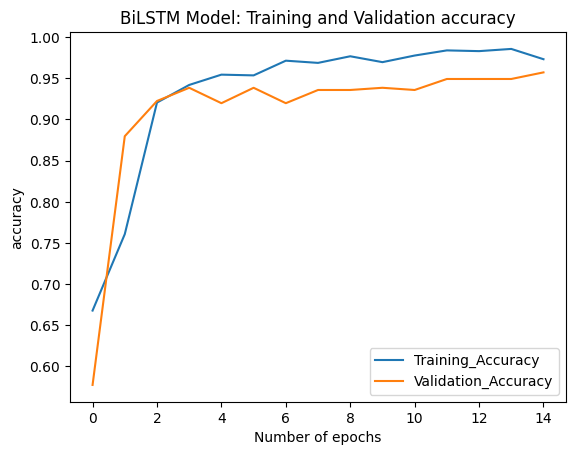 BiLSTM Model: Training and Validation accuracy
1.00
0.95
0.90
0.85
0.80
0.75
0.70
0.65
0.60
accuracy
Training_Accuracy
Validation_Accuracy
0 2 4 6 8 10 12 14
Number of epochs